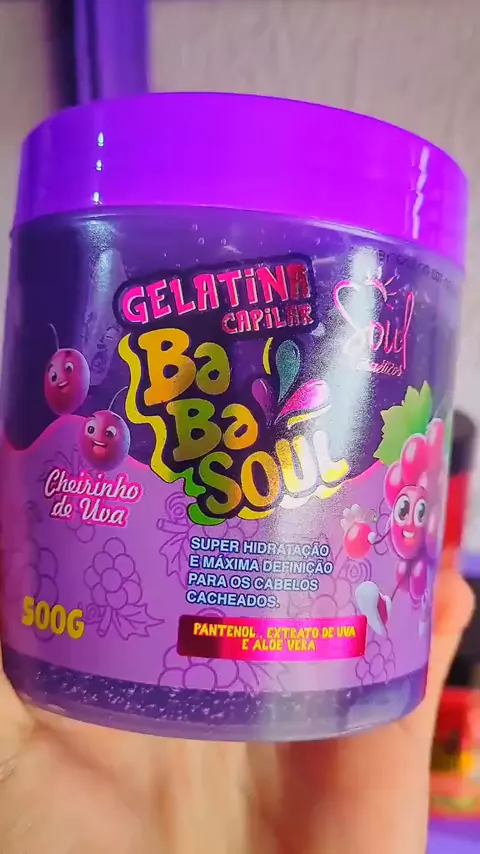 GELATINA
CAPILAR
Ba
Ba
SOUL
Soul
Cheirinho
de Uva
SUPER HIDRATAÇÃO
E MÁXIMA DEFINIÇÃO
PARA OS CABELOS
CACHEADOS.
500G
PANTENOL . EXTRATO DE UVA
E ALOE VERA